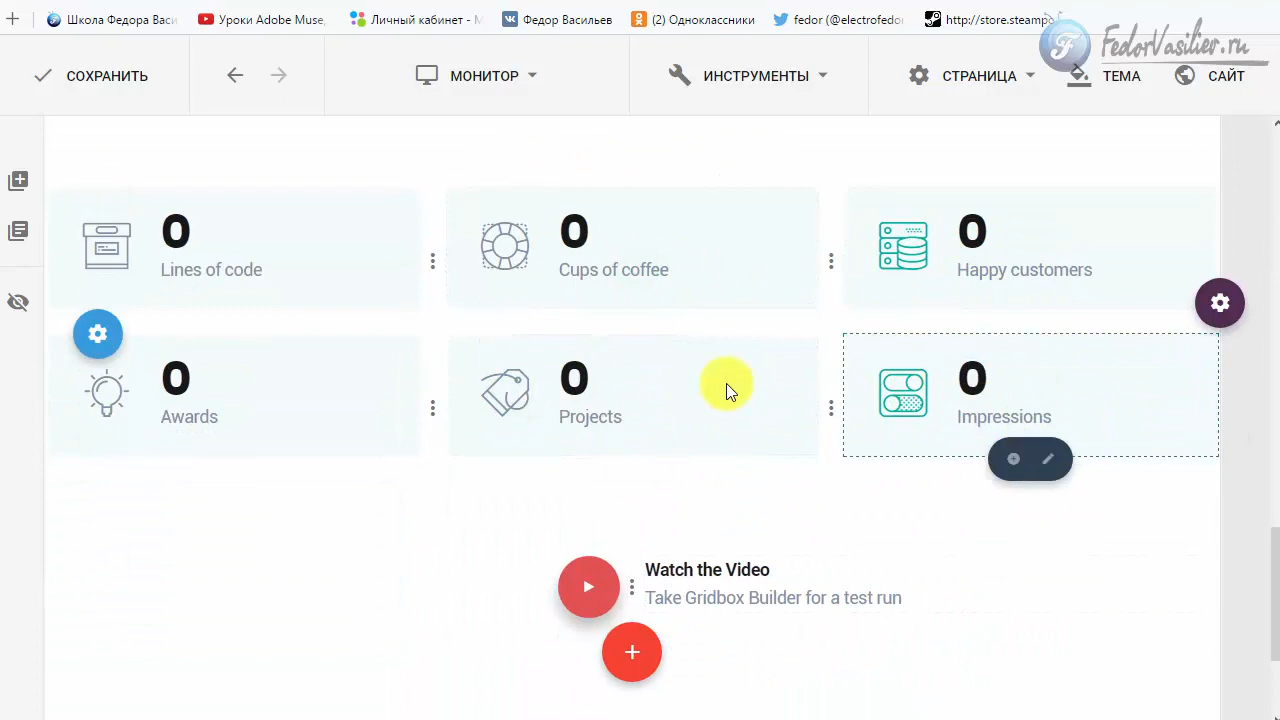 Школа Федора Васи
Уроки Adobe Muse,
Личный кабинет - М
Федор Васильев
(2) Одноклассники
fedor (@electrofedo
http://store.steampo
FedorVasiliev.ru
СОХРАНИТЬ
МОНИТОР
ИНСТРУМЕНТЫ
СТРАНИЦА
ТЕМА
САЙТ
0
Lines of code
0
Cups of coffee
0
Happy customers
0
Awards
0
Projects
0
Impressions
Watch the Video
Take Gridbox Builder for a test run